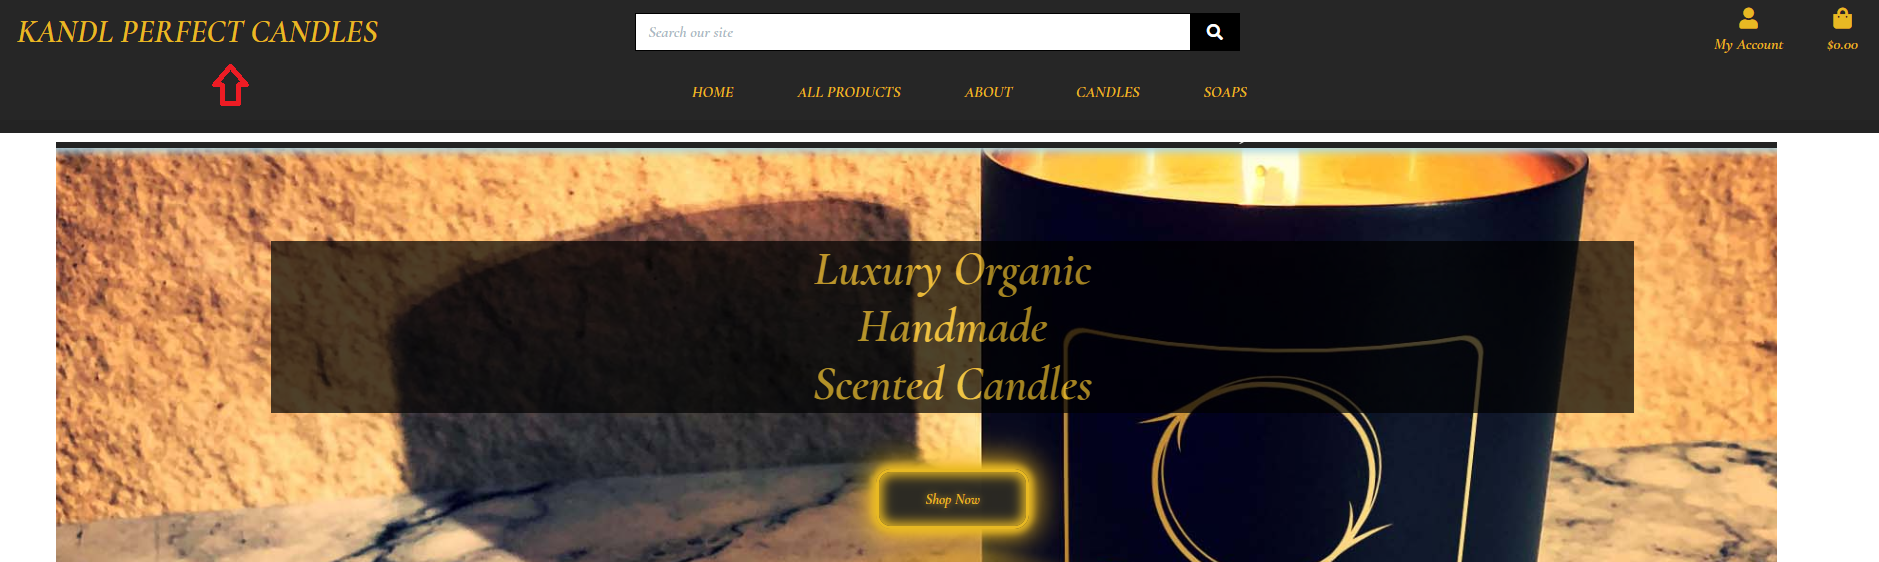 KANDL PERFECT CANDLES
Search our site
My Account
$0.00
HOME ALL PRODUCTS ABOUT CANDLES SOAPS
Luxury Organic
Handmade
Scented Candles
Shop Now